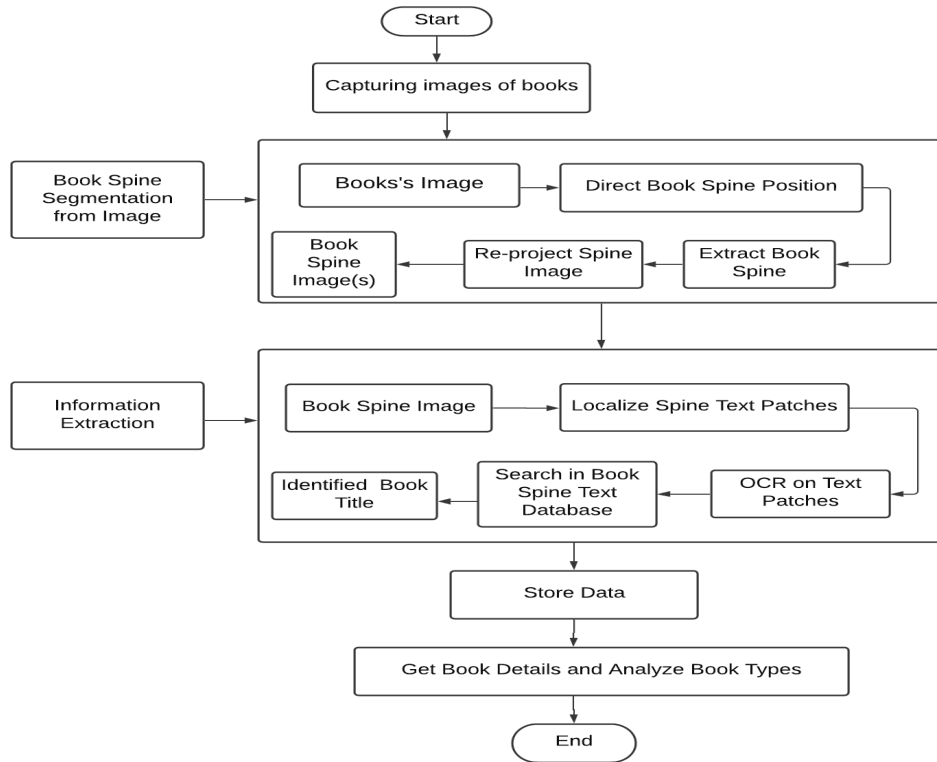 Start
Capturing images of books
Book Spine
Segmentation
from Image
Books's Image
Direct Book Spine Position
Book
Spine
Image(s)
Re-project Spine
Image
Extract Book
Spine
Information
Extraction
Book Spine Image
Localize Spine Text Patches
Identified Book
Title
Search in Book
Spine Text
Database
OCR on Text
Patches
Store Data
Get Book Details and Analyze Book Types
End